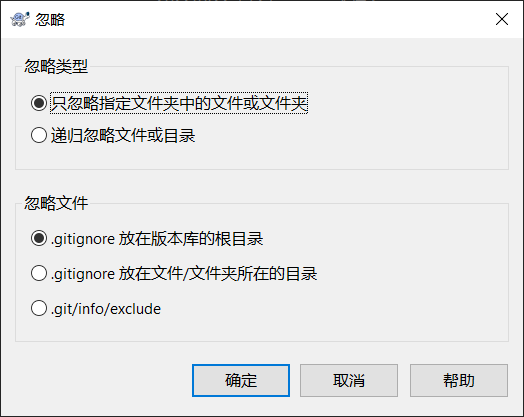 忽略
忽略类型
只忽略指定文件夹中的文件或文件夹
递归忽略文件或目录
忽略文件
.gitignore 放在版本库的根目录
.gitignore 放在文件/文件夹所在的目录
.git/info/exclude
确定 取消 帮助